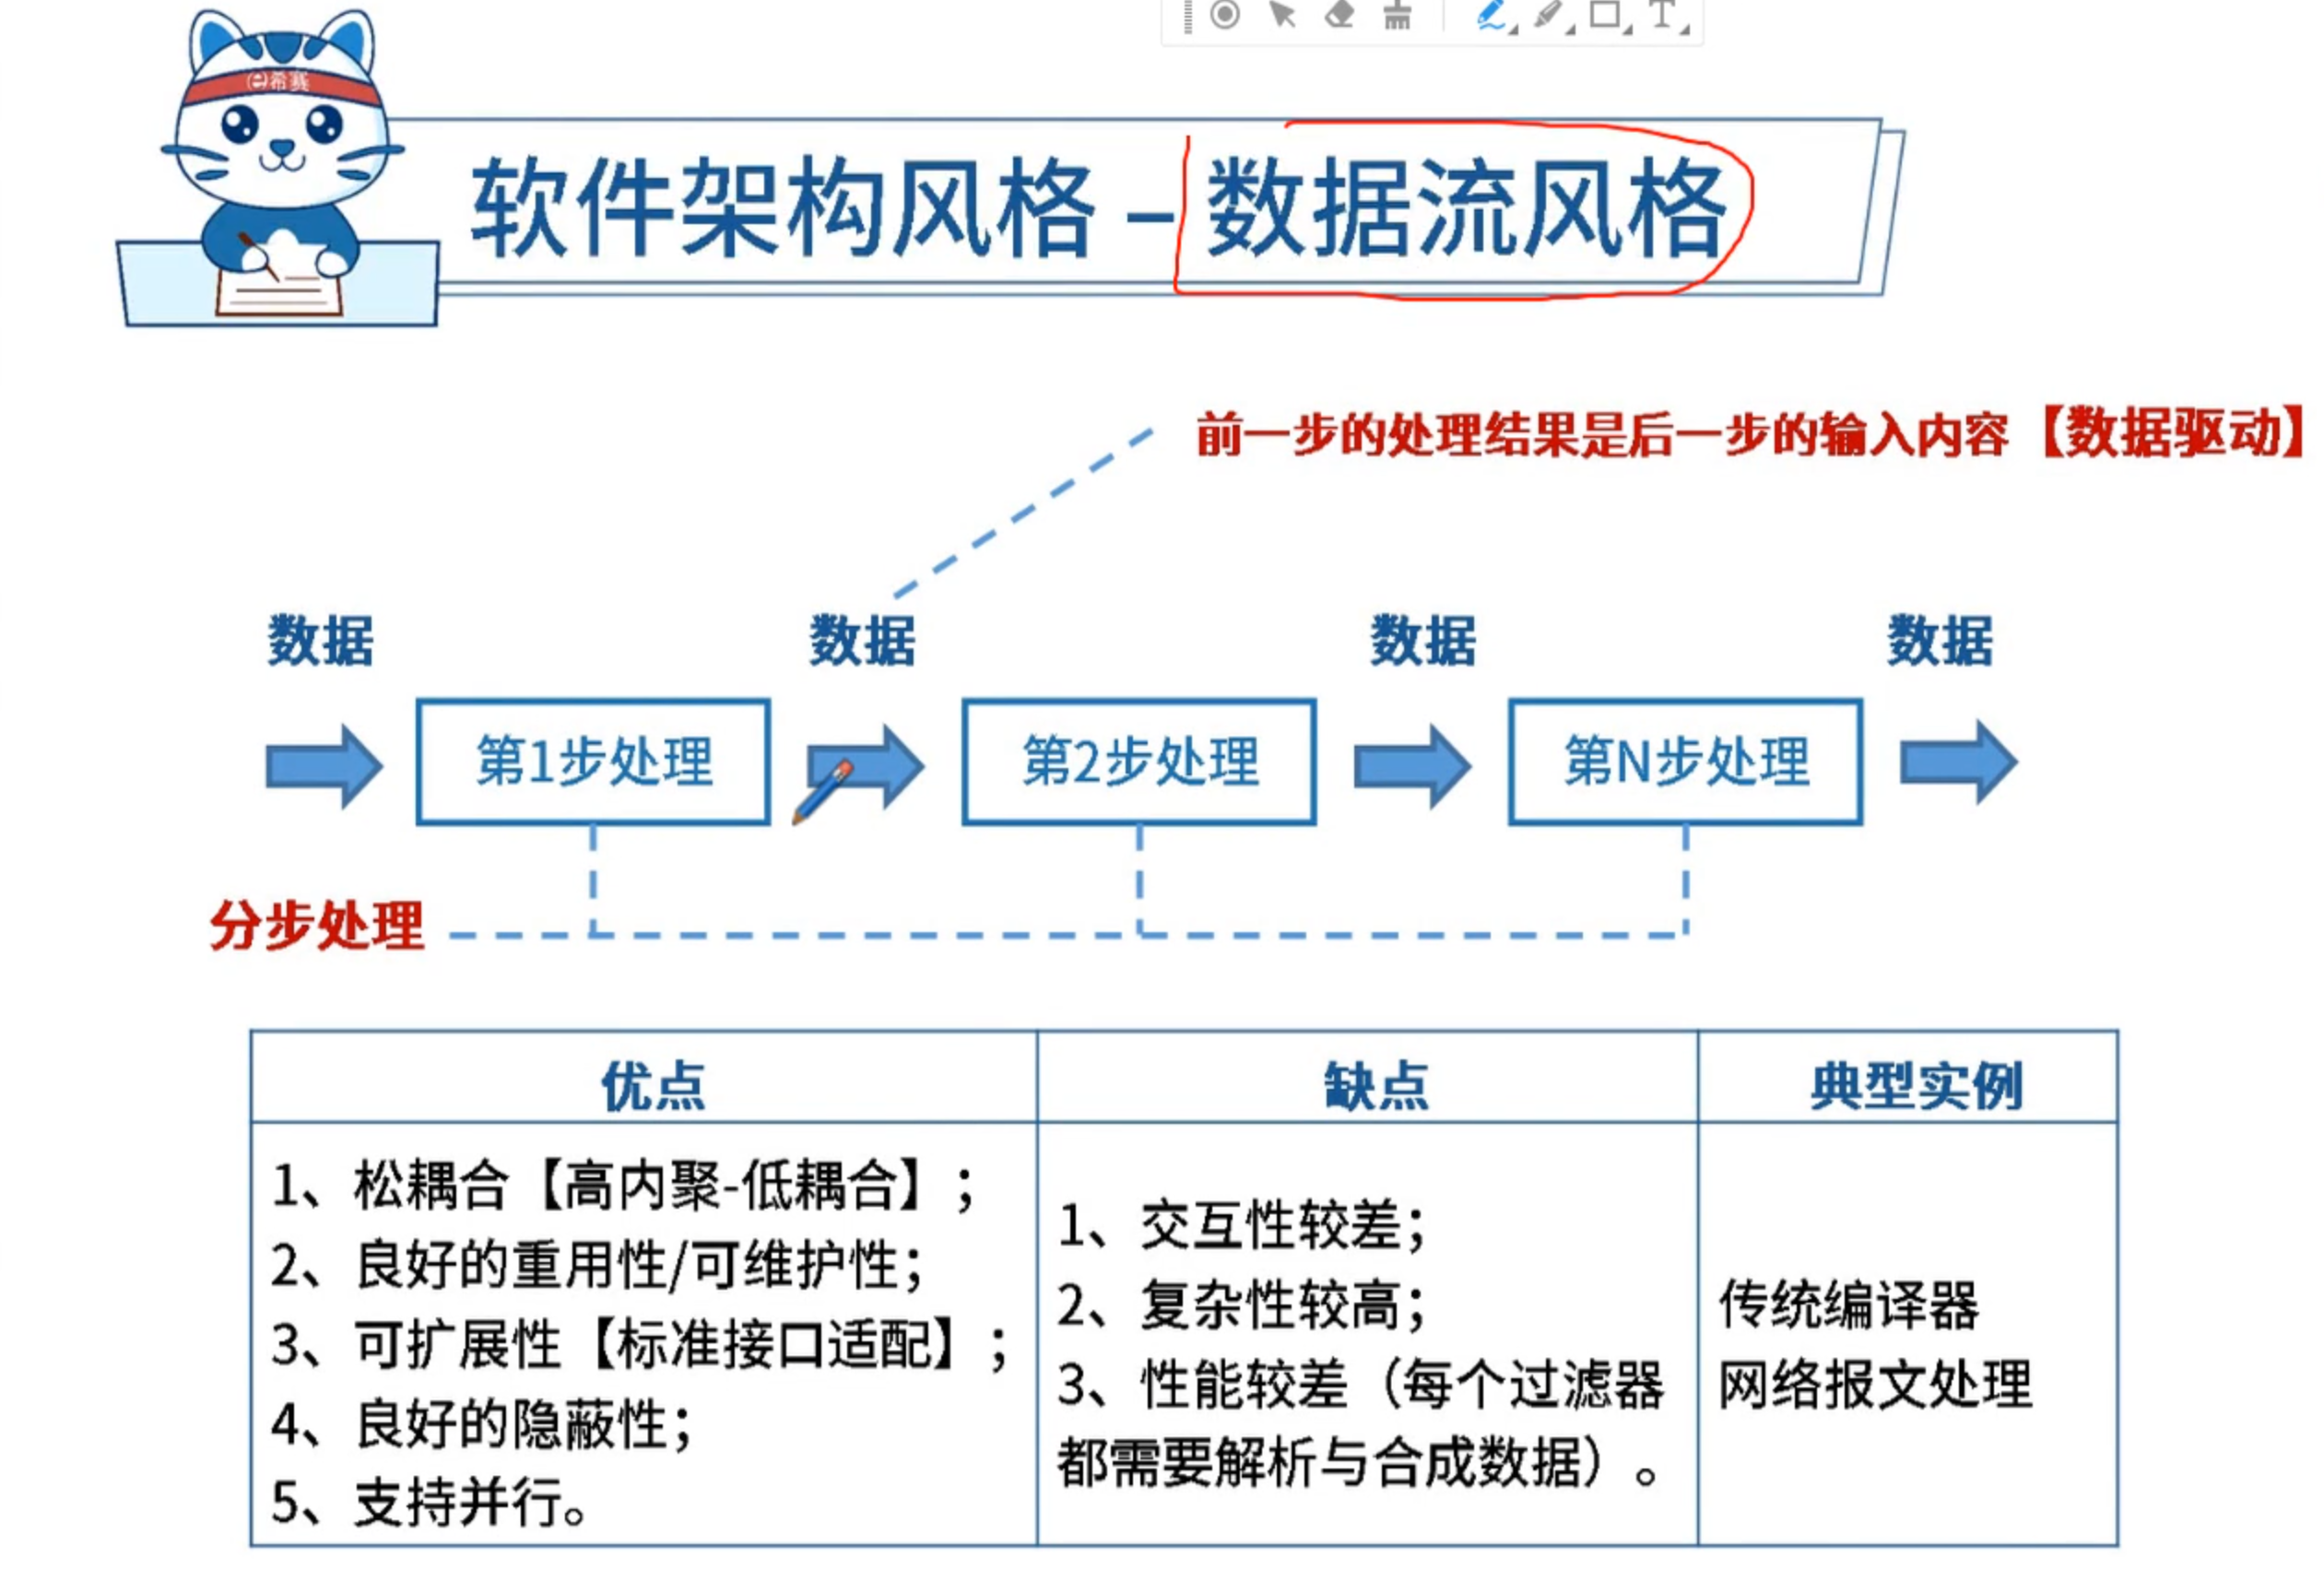 希赛
软件架构风格 – 数据流风格
前一步的处理结果是后一步的输入内容【数据驱动】
数据 数据 数据 数据
第1步处理 第2步处理 第N步处理
分步处理
优点 缺点 典型实例
1、松耦合【高内聚-低耦合】;
2、良好的重用性/可维护性;
3、可扩展性【标准接口适配】;
4、良好的隐蔽性;
5、支持并行。
1、交互性较差;
2、复杂性较高;
3、性能较差（每个过滤器
都需要解析与合成数据）。
传统编译器
网络报文处理